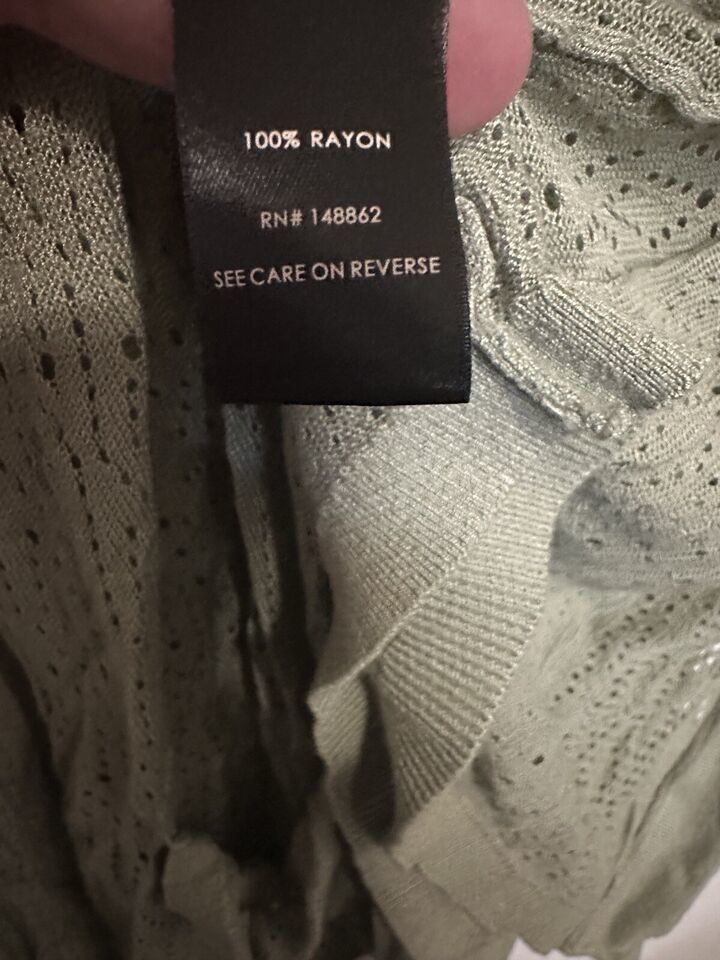 100% RAYON
RN# 148862
SEE CARE ON REVERSE